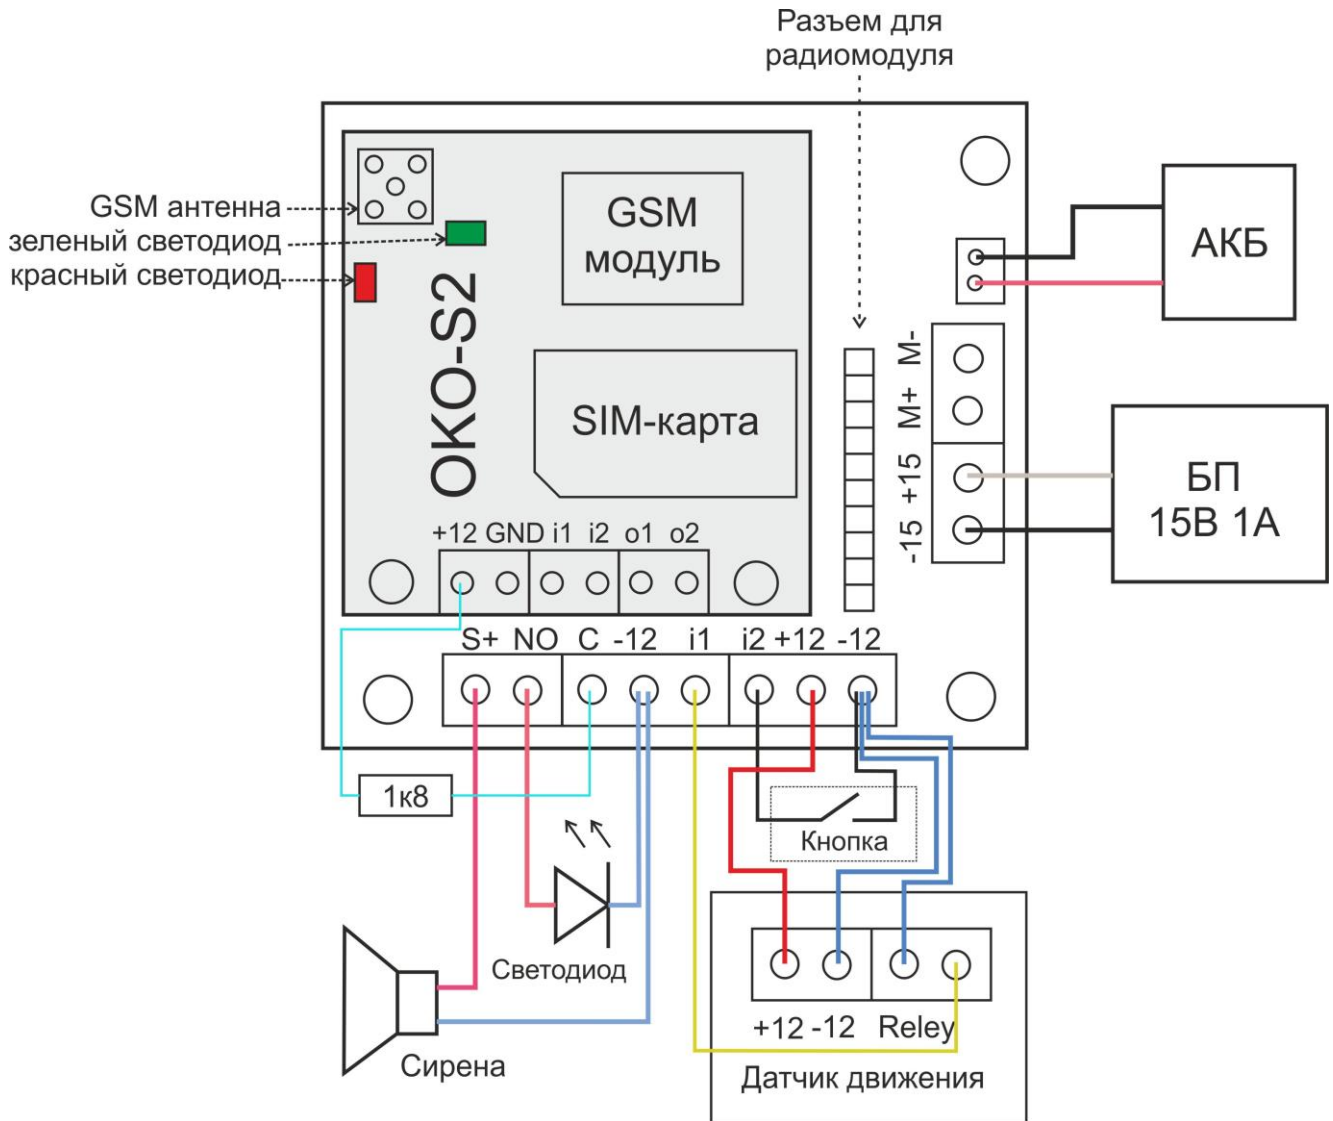 Разъем для
радиомодуля
GSM антенна
зеленый светодиод
красный светодиод
GSM
модуль
OKO-S2
SIM-карта
АКБ
M-
M+
+15
-15
БП
15В 1А
+12 GND i1 i2 o1 o2
S+ NO C -12 i1 i2 +12 -12
1к8
Кнопка
Светодиод
Сирена
+12 -12 Reley
Датчик движения